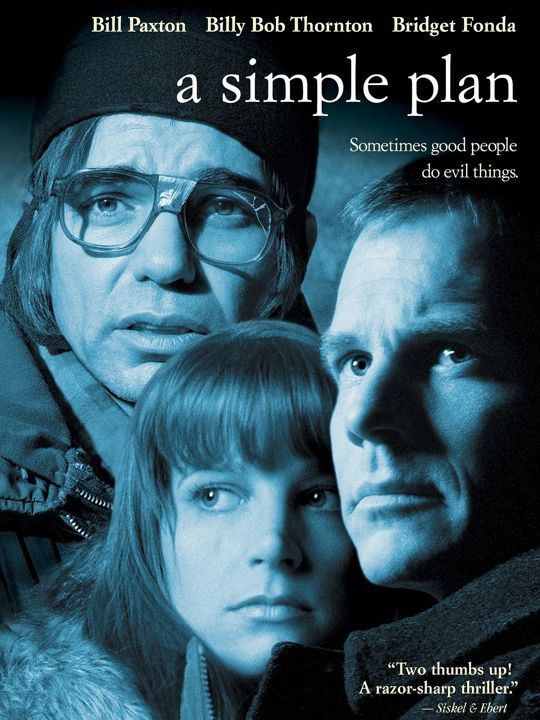 Bill Paxton Billy Bob Thornton Bridget Fonda
a simple plan
Sometimes good people
do evil things.
“Two thumbs up!
A razor-sharp thriller.”
— Siskel & Ebert